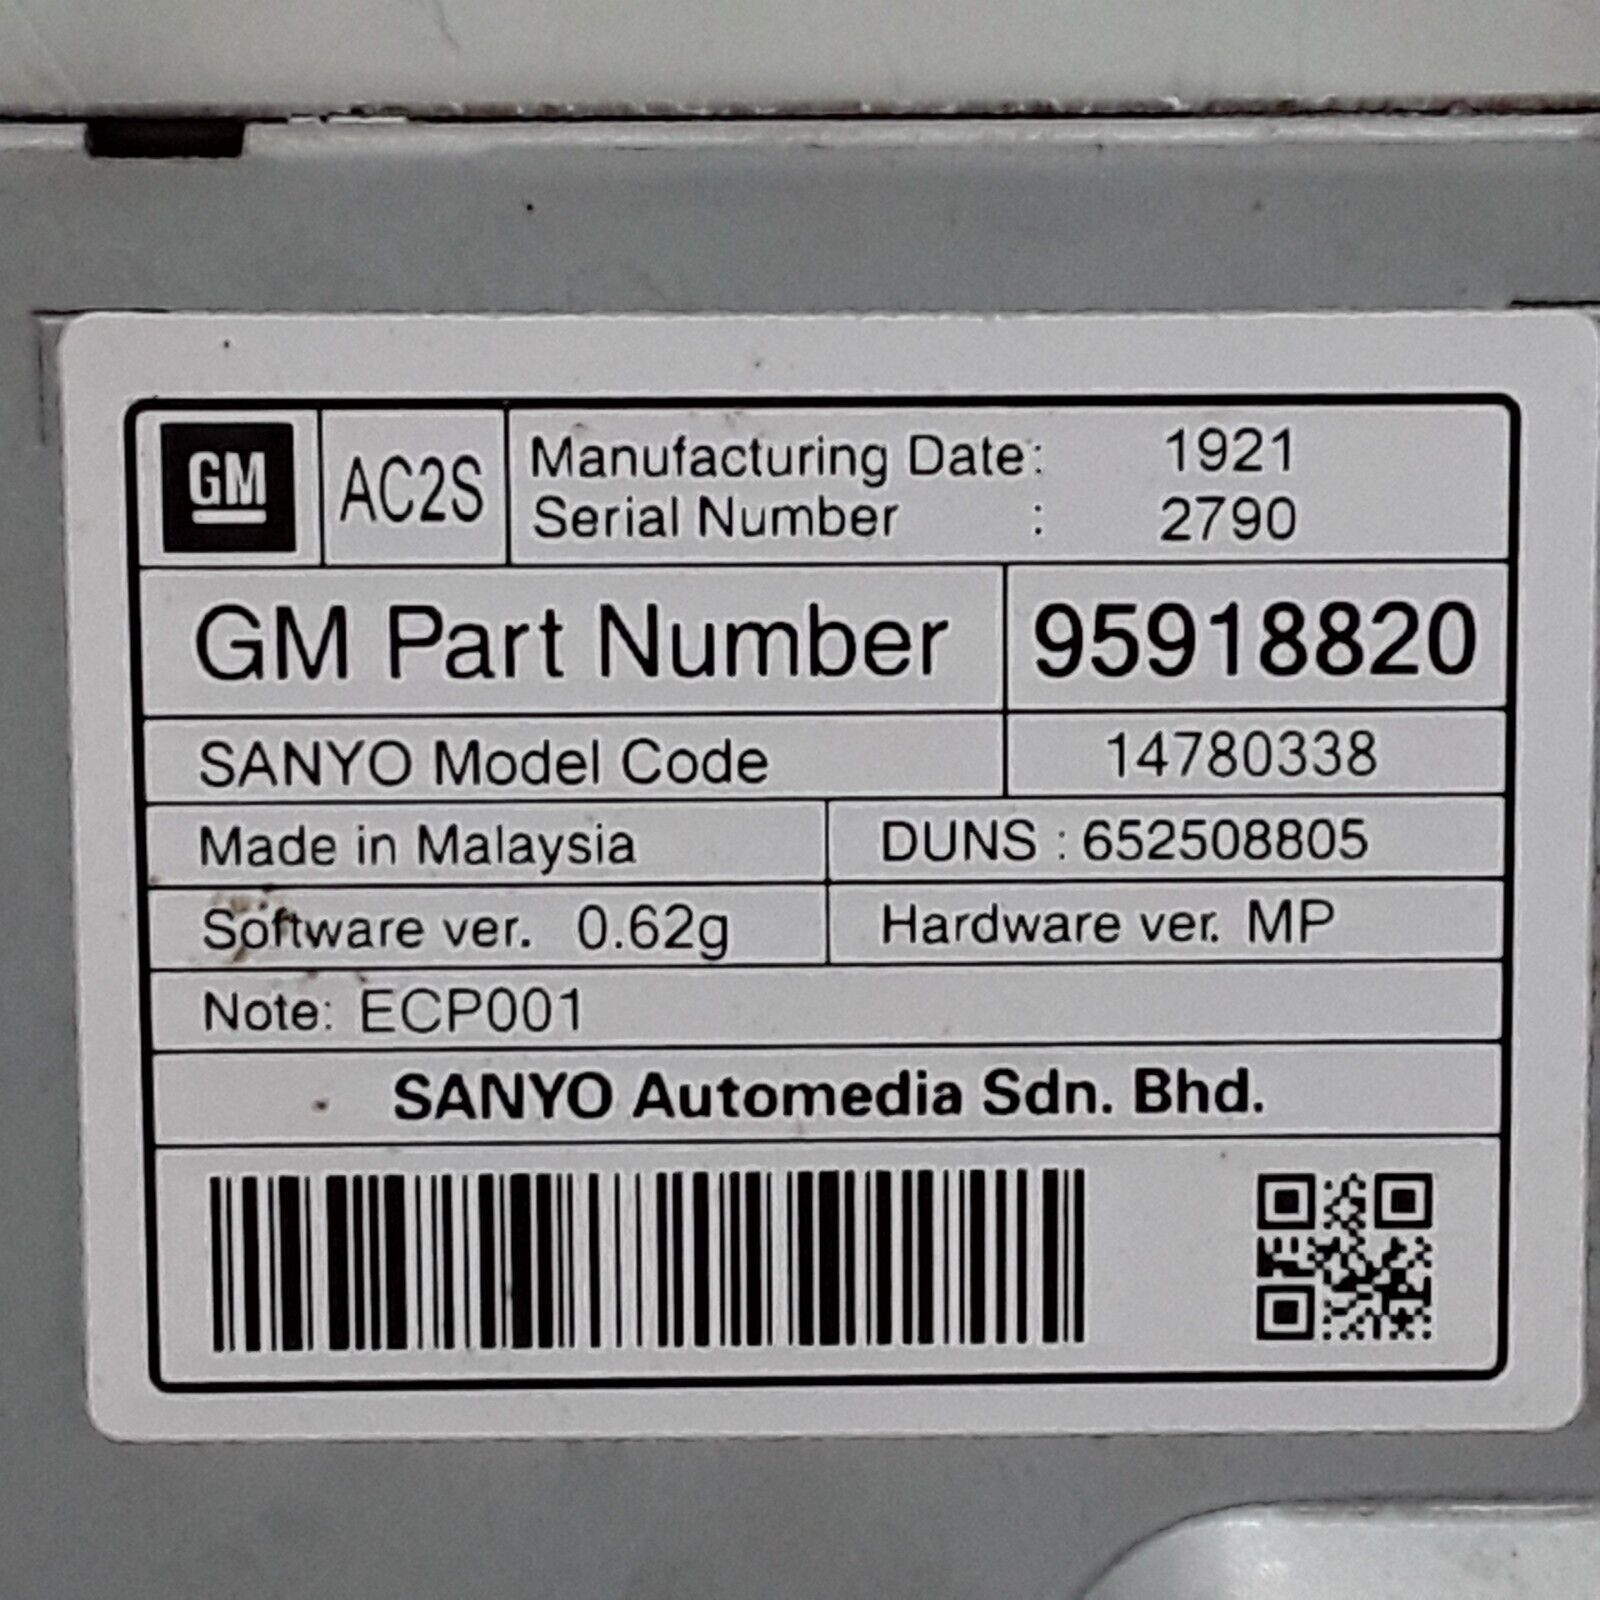 GM AC2S Manufacturing Date: 1921
Serial Number : 2790
GM Part Number 95918820
SANYO Model Code 14780338
Made in Malaysia DUNS : 652508805
Software ver. 0.62g Hardware ver. MP
Note: ECP001
SANYO Automedia Sdn. Bhd.